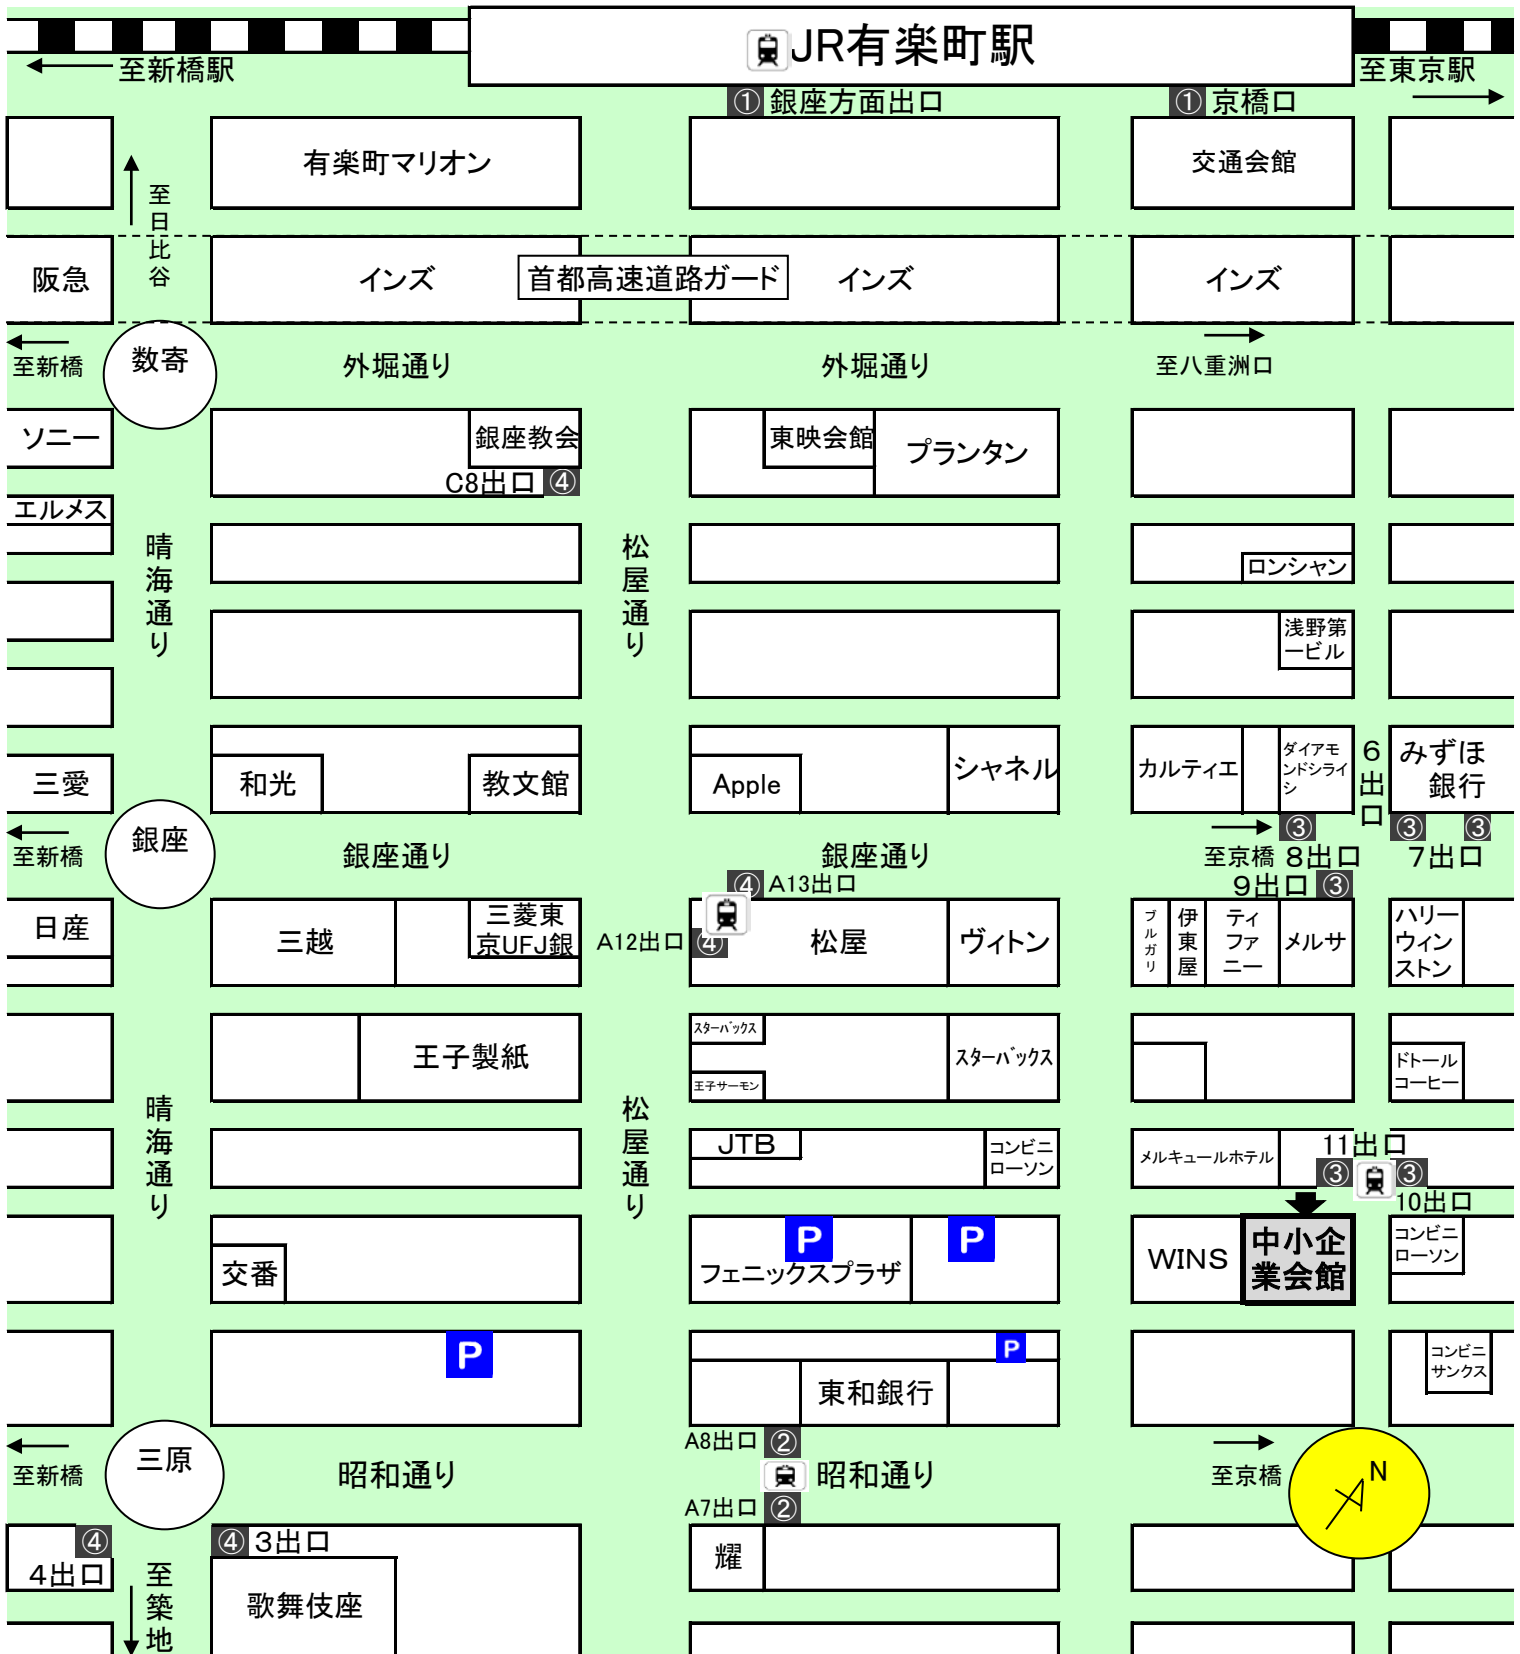 JR有楽町駅
至新橋駅
至東京駅
① 銀座方面出口
① 京橋口
有楽町マリオン
交通会館
至日比谷
阪急
インズ
首都高速道路ガード
インズ
インズ
数寄
至新橋
外堀通り
外堀通り
至八重洲口
ソニー
銀座教会
東映会館
プランタン
C8出口 ④
エルメス
晴海通り
松屋通り
ロンシャン
浅野第
一ビル
三愛
和光
教文館
Apple
シャネル
カルティエ
ダイアモ
ンドシライ
シ
6出口
みずほ
銀行
銀座
至新橋
銀座通り
銀座通り
至京橋
③
8出口
③
③
7出口
④ A13出口
9出口 ③
日産
三越
三菱東
京UFJ銀
A12出口 ④
松屋
ヴィトン
ブルガリ
伊東屋
ティ
ファ
ニー
メルサ
ハリー
ウィン
ストン
王子製紙
スターバックス
王子サーモン
スターバックス
ドトール
コーヒー
晴海通り
松屋通り
JTB
コンビニ
ローソン
メルキュールホテル
11出口
③
③
10出口
交番
P
フェニックスプラザ
P
WINS
中小企
業会館
コンビニ
ローソン
P
P
東和銀行
コンビニ
サンクス
三原
至新橋
昭和通り
A8出口 ②
昭和通り
A7出口 ②
至京橋
N
④
4出口
④ 3出口
至築地
歌舞伎座
耀